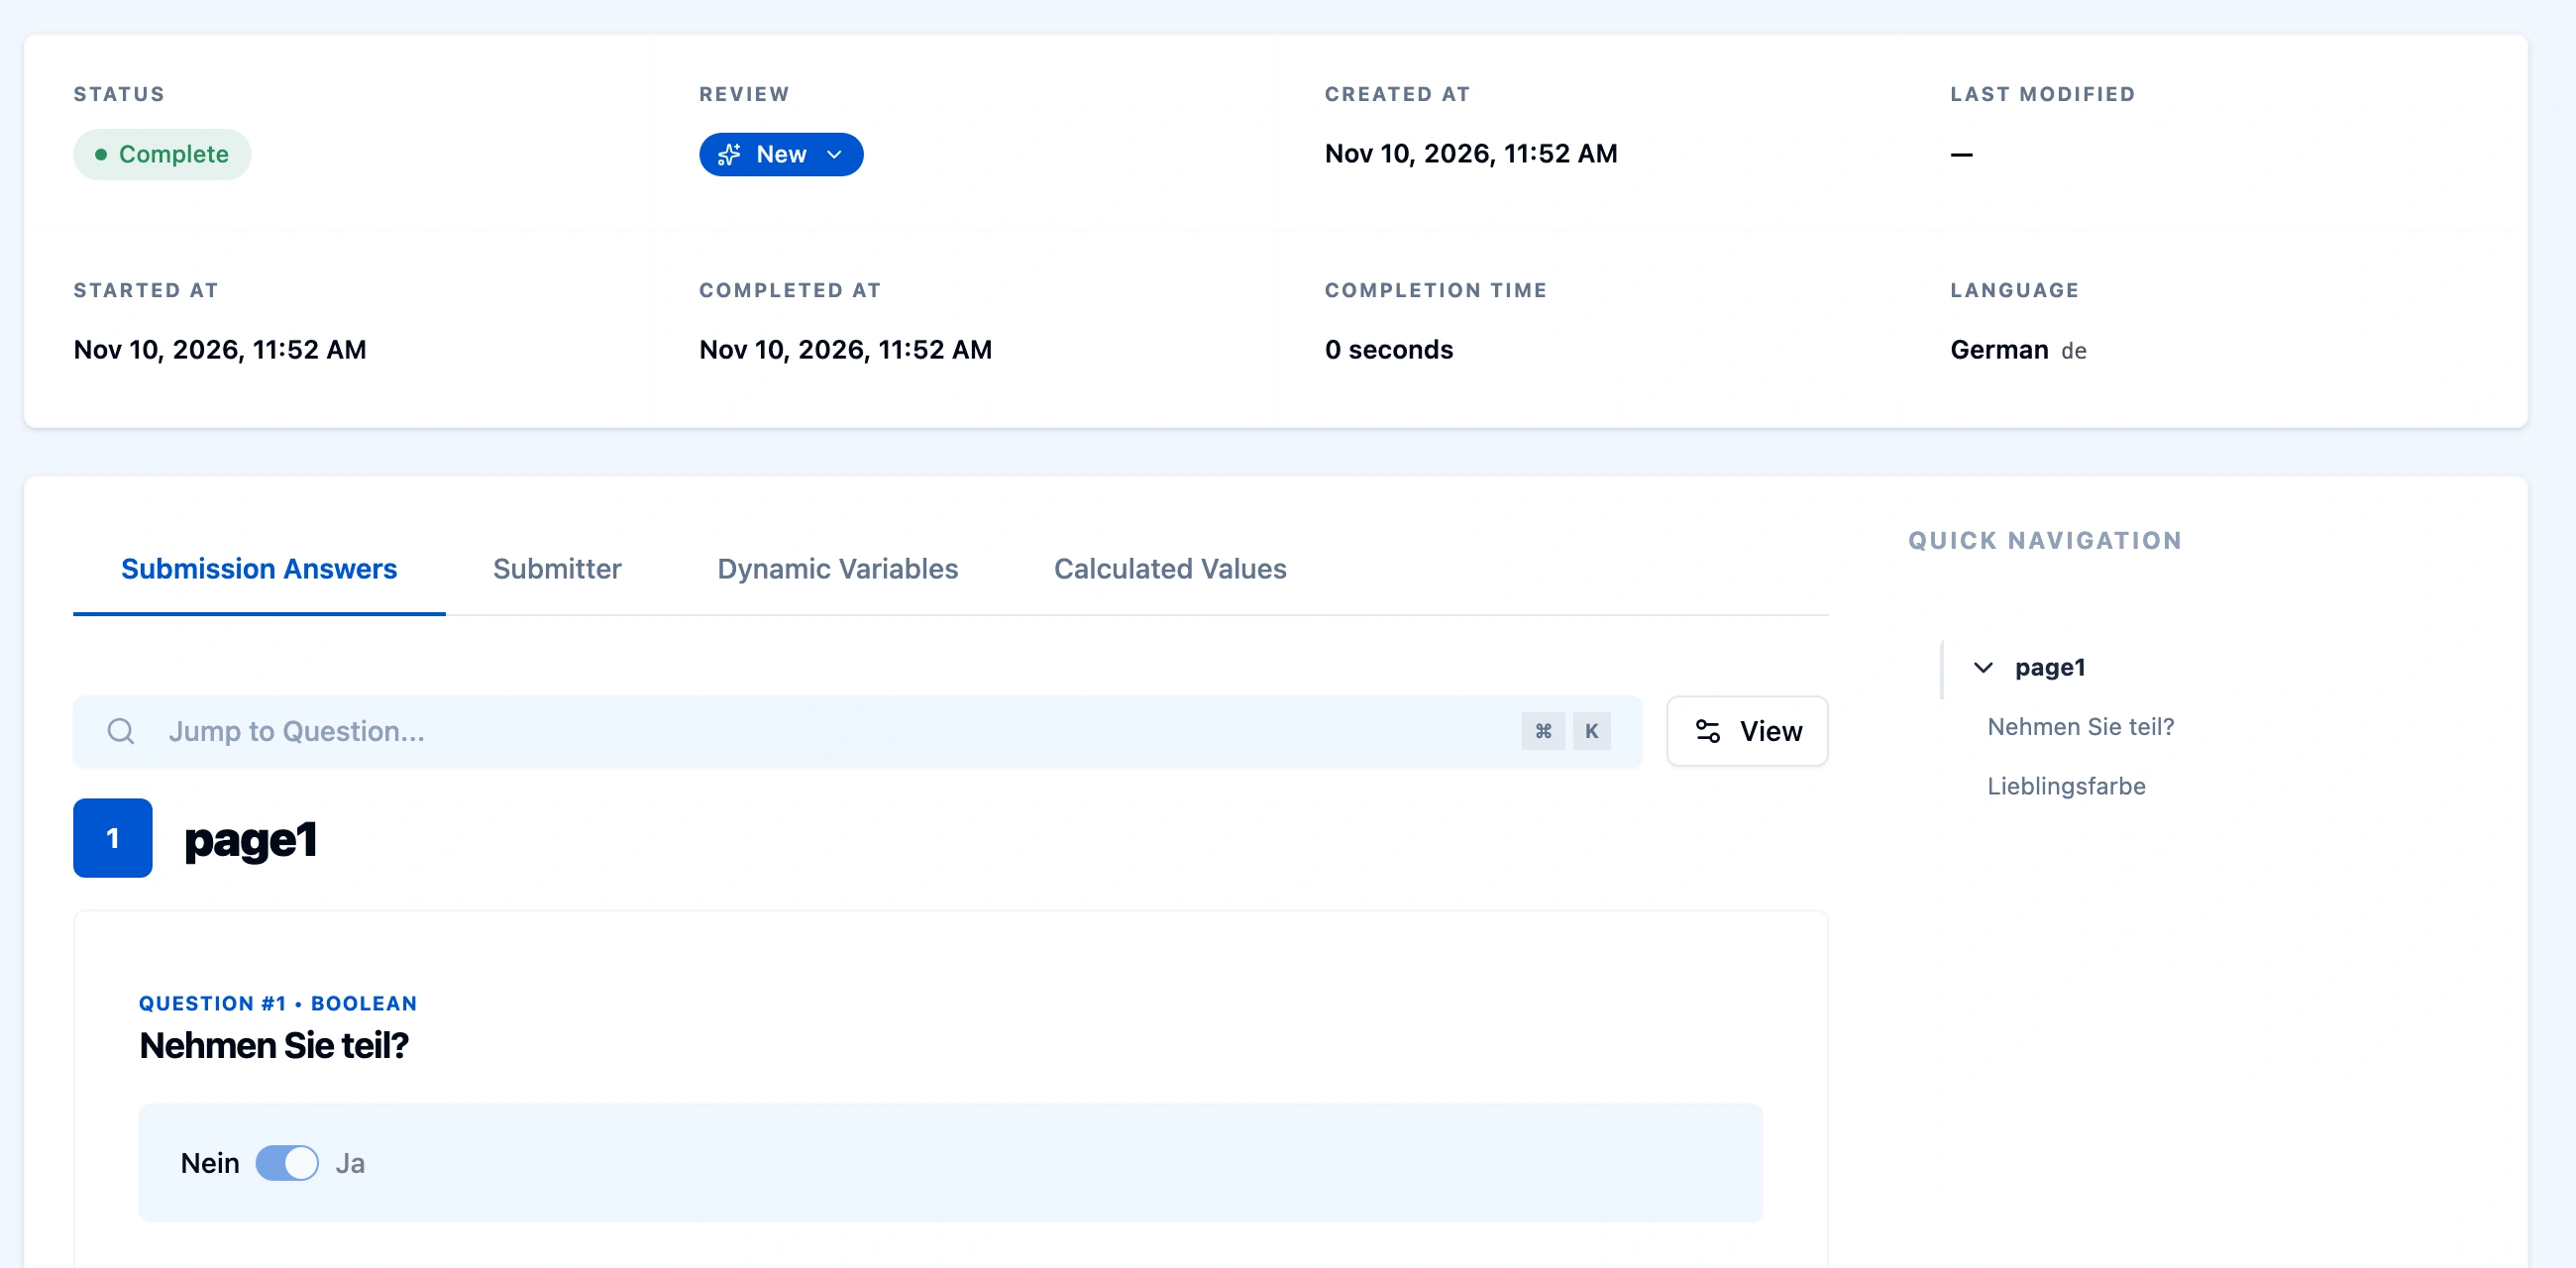 STATUS
REVIEW
CREATED AT
LAST MODIFIED
Complete
New
Nov 10, 2026, 11:52 AM
—
STARTED AT
COMPLETED AT
COMPLETION TIME
LANGUAGE
Nov 10, 2026, 11:52 AM
Nov 10, 2026, 11:52 AM
0 seconds
German de
Submission Answers
Submitter
Dynamic Variables
Calculated Values
Jump to Question...
⌘ K
View
1
page1
QUESTION #1 • BOOLEAN
Nehmen Sie teil?
Nein
Ja
QUICK NAVIGATION
page1
Nehmen Sie teil?
Lieblingsfarbe